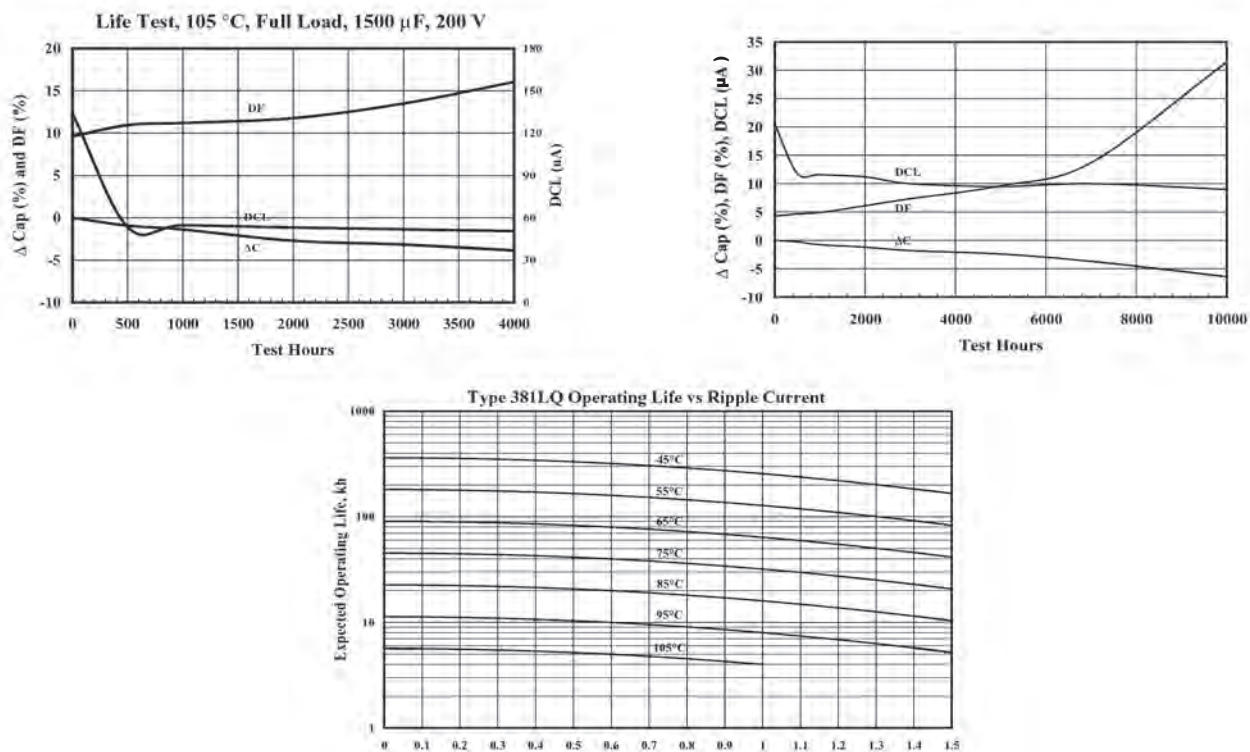 Life Test, 105 °C, Full Load, 1500 µF, 200 V
Δ Cap (%) and DF (%)
20
15
10
5
0
-5
-10
DF
DCL
ΔC
180
150
120
90
60
30
0
DCL (uA)
0 500 1000 1500 2000 2500 3000 3500 4000
Test Hours
Δ Cap (%), DF (%), DCL (µA )
35
30
25
20
15
10
5
0
-5
-10
DCL
DF
ΔC
0 2000 4000 6000 8000 10000
Test Hours
Type 381LQ Operating Life vs Ripple Current
Expected Operating Life, kh
1000
100
10
1
45°C
55°C
65°C
75°C
85°C
95°C
105°C
0 0.1 0.2 0.3 0.4 0.5 0.6 0.7 0.8 0.9 1 1.1 1.2 1.3 1.4 1.5